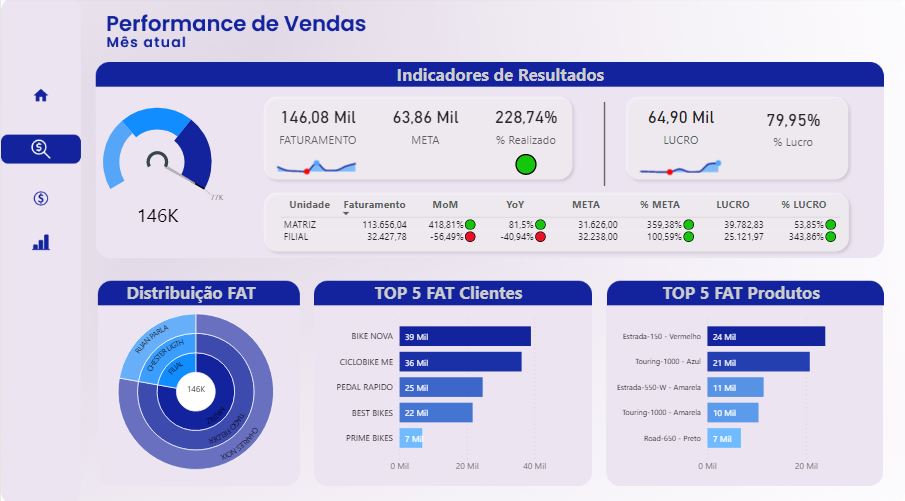 Performance de Vendas
Mês atual
Indicadores de Resultados
77K
146K
146,08 Mil 63,86 Mil 228,74%
FATURAMENTO META % Realizado
64,90 Mil 79,95%
LUCRO % Lucro
Unidade Faturamento MoM YoY META % META LUCRO % LUCRO
MATRIZ 113.656,04 418,81% 81,5% 31.626,00 359,38% 39.782,83 53,85%
FILIAL 32.427,78 -56,49% -40,94% 32.238,00 100,59% 25.121,97 343,86%
Distribuição FAT
RUAN PARLA
CHESTER LIGTH
FILIAL
146K
MATRIZ
CHARLES NOIX
TOP 5 FAT Clientes
BIKE NOVA 39 Mil
CICLOBIKE ME 36 Mil
PEDAL RAPIDO 25 Mil
BEST BIKES 22 Mil
PRIME BIKES 7 Mil
0 Mil 20 Mil 40 Mil
TOP 5 FAT Produtos
Estrada-150 - Vermelho 24 Mil
Touring-1000 - Azul 21 Mil
Estrada-550-W - Amarela 11 Mil
Touring-1000 - Amarela 10 Mil
Road-650 - Preto 7 Mil
0 Mil 20 Mil